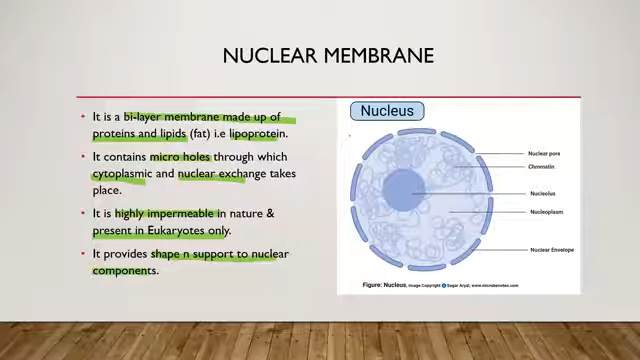 NUCLEAR MEMBRANE
• It is a bi-layer membrane made up of
proteins and lipids (fat) i.e lipoprotein.
• It contains micro holes through which
cytoplasmic and nuclear exchange takes
place.
• It is highly impermeable in nature &
present in Eukaryotes only.
• It provides shape n support to nuclear
components.
Nucleus
Nuclear pore
Chromatin
Nucleolus
Nucleoplasm
Nuclear Envelope
Figure: Nucleus, Image Copyright Sagar Aryal, www.microbenotes.com